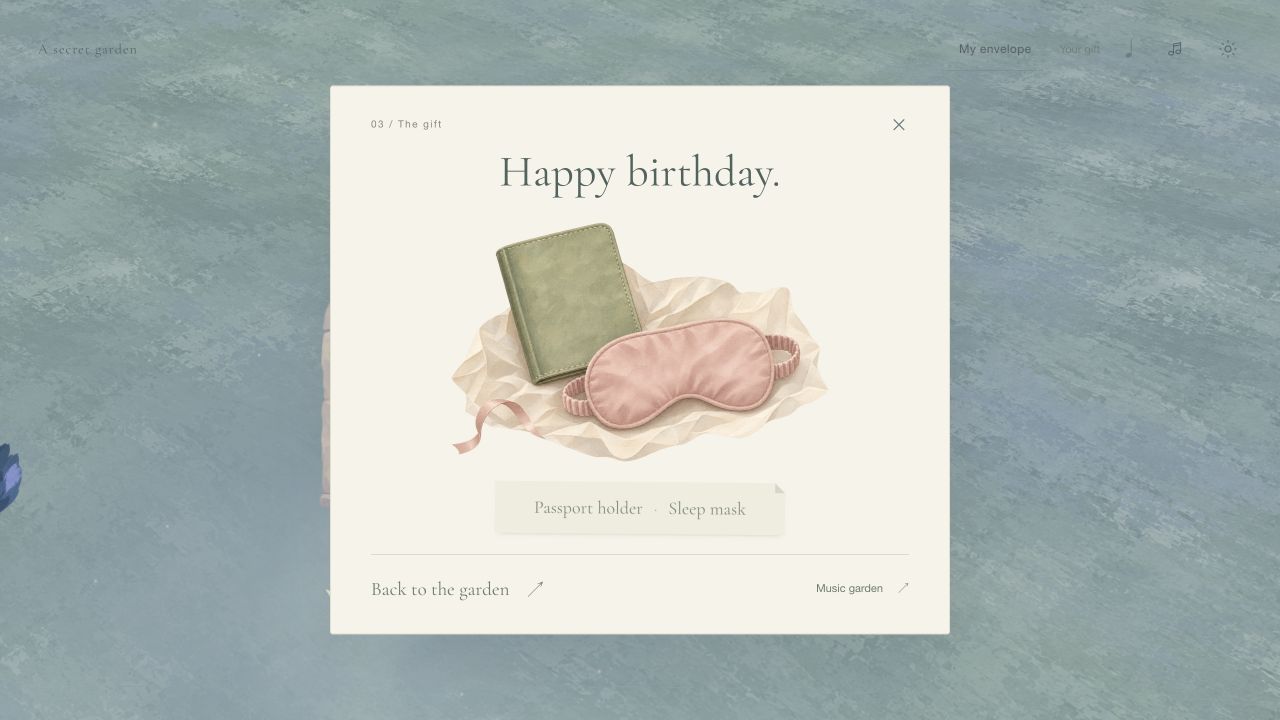 A secret garden
My envelope
Your gift
03 / The gift
Happy birthday.
Passport holder · Sleep mask
Back to the garden
Music garden